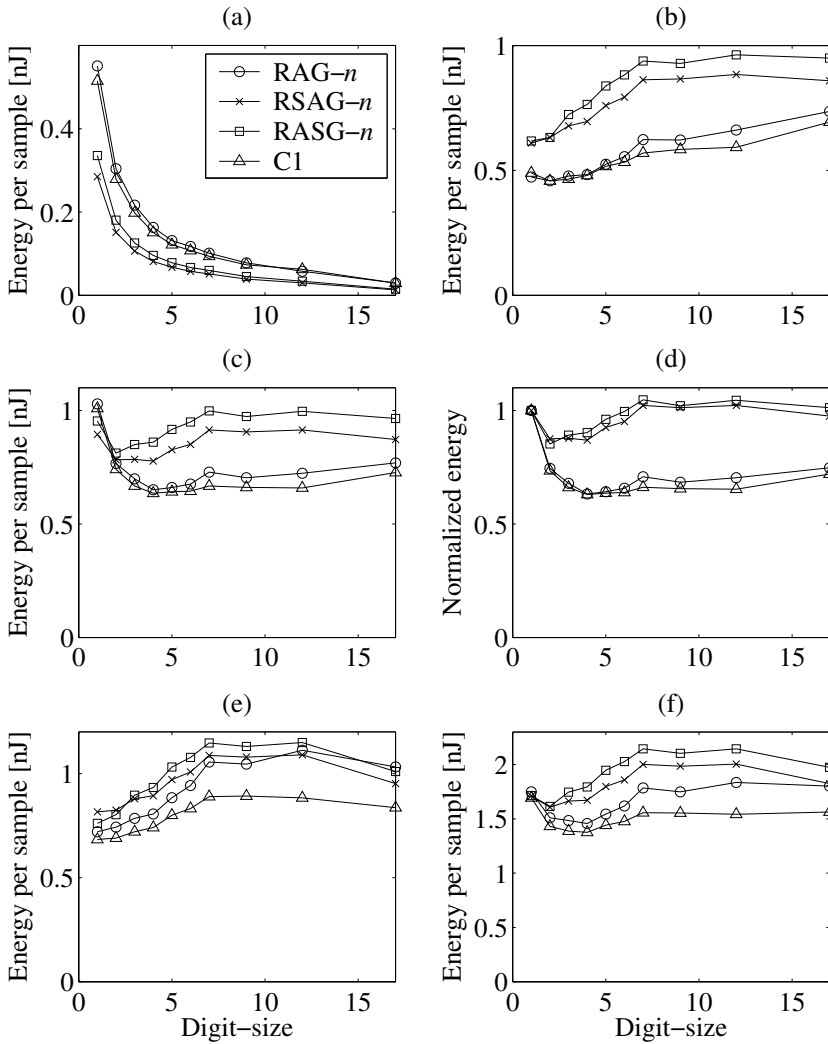 (a)
Energy per sample [nJ]
0.4
0.2
0
0 5 10 15
RAG−n
RSAG−n
RASG−n
C1
(b)
Energy per sample [nJ]
1
0.5
0
0 5 10 15
(c)
Energy per sample [nJ]
1
0.5
0
0 5 10 15
(d)
Normalized energy
1
0.5
0
0 5 10 15
(e)
Energy per sample [nJ]
1
0.5
0
0 5 10 15
Digit−size
(f)
Energy per sample [nJ]
2
1.5
1
0.5
0
0 5 10 15
Digit−size